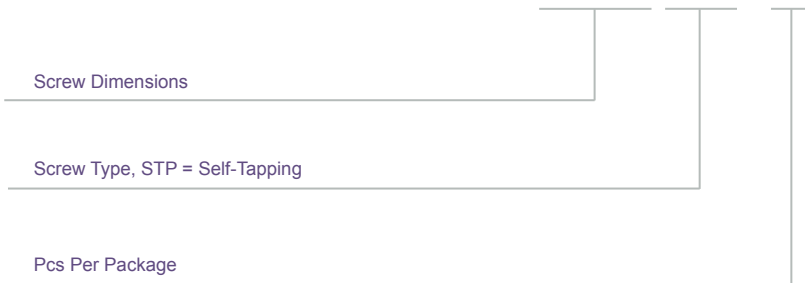 Screw Dimensions
Screw Type, STP = Self-Tapping
Pcs Per Package